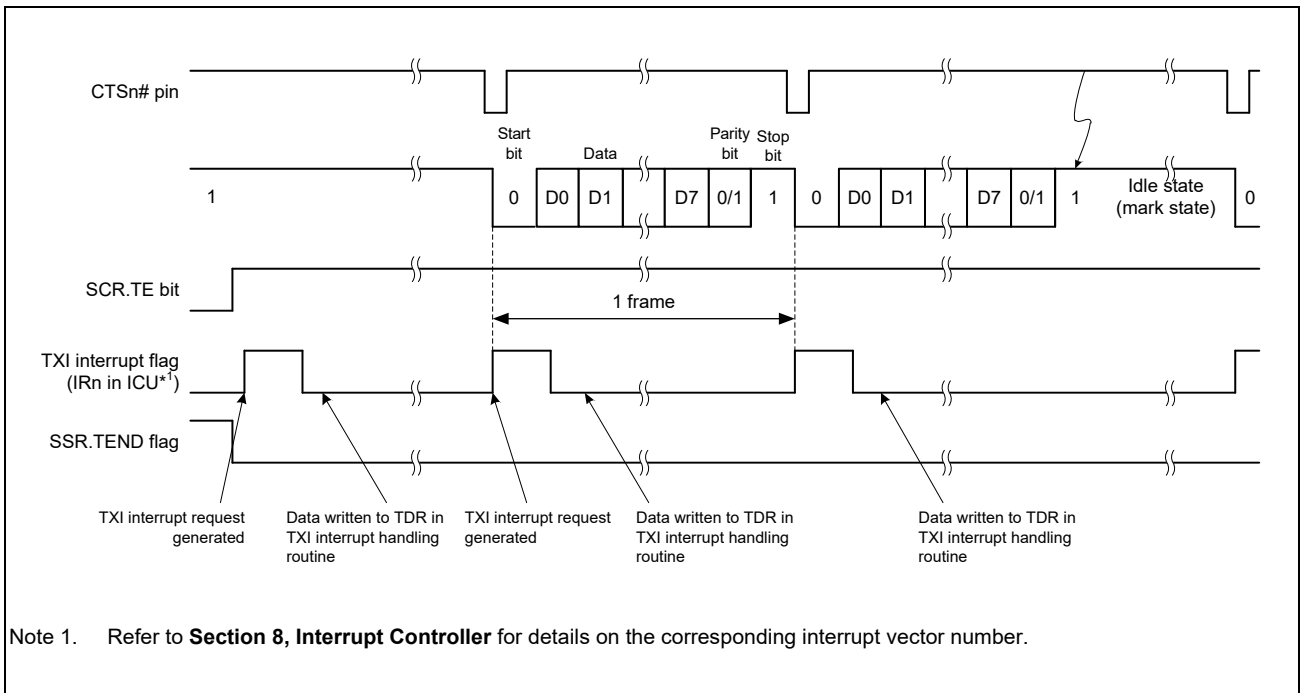 CTSn# pin
Start
bit
Data
Parity
bit
Stop
bit
1
0
D0
D1
D7
0/1
1
0
D0
D1
D7
0/1
1
Idle state
(mark state)
0
SCR.TE bit
1 frame
TXI interrupt flag
(IRn in ICU*1)
SSR.TEND flag
TXI interrupt request
generated
Data written to TDR in
TXI interrupt handling
routine
TXI interrupt request
generated
Data written to TDR in
TXI interrupt handling
routine
Data written to TDR in
TXI interrupt handling
routine
Note 1. Refer to Section 8, Interrupt Controller for details on the corresponding interrupt vector number.